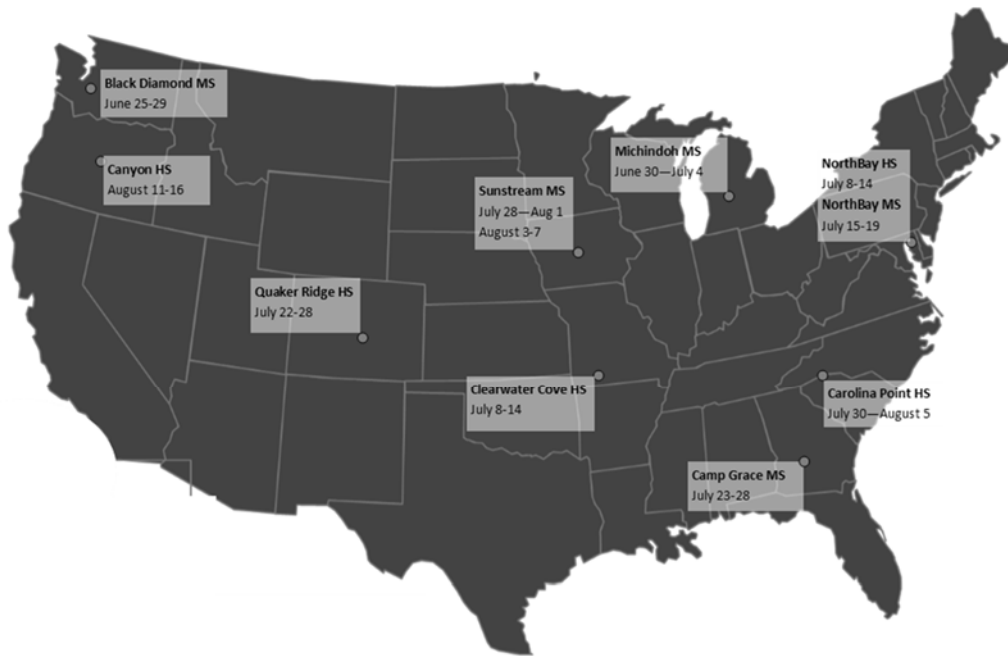 Black Diamond MS
June 25-29
Canyon HS
August 11-16
Michindoh MS
June 30—July 4
NorthBay HS
July 8-14
NorthBay MS
July 15-19
Sunstream MS
July 28—Aug 1
August 3-7
Quaker Ridge HS
July 22-28
Clearwater Cove HS
July 8-14
Carolina Point HS
July 30—August 5
Camp Grace MS
July 23-28